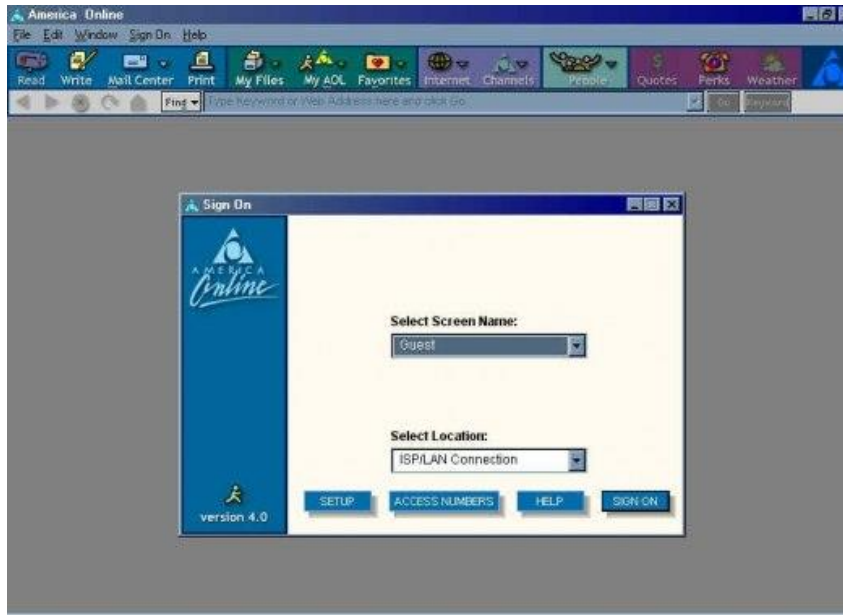 America Online
File Edit Window Sign On Help
Read Write Mail Center Print My Files My AOL Favorites Internet Channels People Quotes Perks Weather
Find Type Keyword or Web Address here and click Go Go Keyword
Sign On
AMERICA
Online
Select Screen Name:
Guest
Select Location:
ISP/LAN Connection
SETUP ACCESS NUMBERS HELP SIGN ON
version 4.0